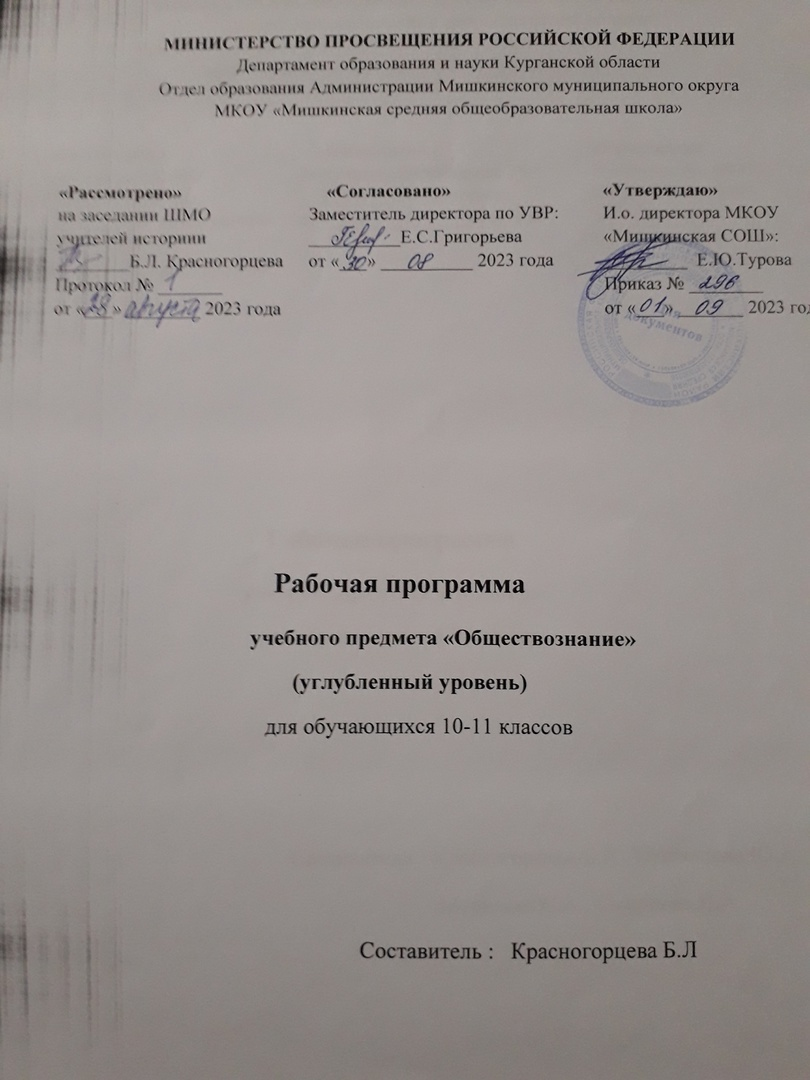 МИНИСТЕРСТВО ПРОСВЕЩЕНИЯ РОССИЙСКОЙ ФЕДЕРАЦИИ
Департамент образования и науки Курганской области
Отдел образования Администрации Мишкинского муниципального округа
МКОУ «Мишкинская средняя общеобразовательная школа»
«Рассмотрено»
на заседании ШМО
учителей истории
Б.Л. Красногорцева
Протокол № 1
от « » августа 2023 года
«Согласовано»
Заместитель директора по УВР:
Е.С.Григорьева
от «30» 08 2023 года
«Утверждаю»
И.о. директора МКОУ
«Мишкинская СОШ»:
Е.Ю.Турова
Приказ № 296
от «01» 09 2023 год
документов
Рабочая программа
учебного предмета «Обществознание»
(углубленный уровень)
для обучающихся 10-11 классов
Составитель : Красногорцева Б.Л